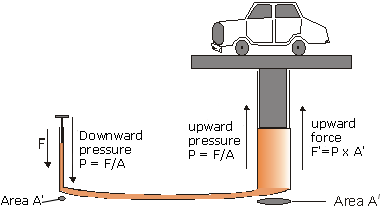 F
Downward
pressure
P = F/A
upward
pressure
P = F/A
upward
force
F'=P x A'
Area A'
Area A'